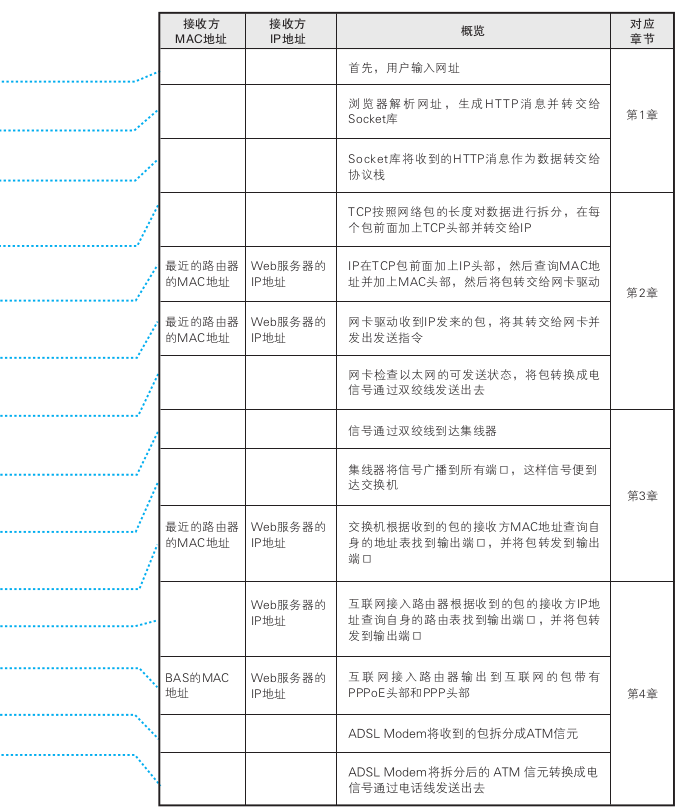 接收方
MAC地址
接收方
IP地址
概览
对应
章节
首先，用户输入网址
浏览器解析网址，生成HTTP消息并转交给
Socket库
Socket库将收到的HTTP消息作为数据转交给
协议栈
第1章
TCP按照网络包的长度对数据进行拆分，在每
个包前面加上TCP头部并转交给IP
最近的路由器
的MAC地址
Web服务器的
IP地址
IP在TCP包前面加上IP头部，然后查询MAC地
址并加上MAC头部，然后将包转交给网卡驱动
最近的路由器
的MAC地址
Web服务器的
IP地址
网卡驱动收到IP发来的包，将其转交给网卡并
发出发送指令
网卡检查以太网的可发送状态，将包转换成电
信号通过双绞线发送出去
第2章
信号通过双绞线到达集线器
集线器将信号广播到所有端口，这样信号便到
达交换机
最近的路由器
的MAC地址
Web服务器的
IP地址
交换机根据收到的包的接收方MAC地址查询自
身的地址表找到输出端口，并将包转发到输出
端口
第3章
Web服务器的
IP地址
互联网接入路由器根据收到的包的接收方IP地
址查询自身的路由表找到输出端口，并将包转
发到输出端口
BAS的MAC
地址
Web服务器的
IP地址
互联网接入路由器输出到互联网的包带有
PPPoE头部和PPP头部
ADSL Modem将收到的包拆分成ATM信元
ADSL Modem将拆分后的 ATM 信元转换成电
信号通过电话线发送出去
第4章